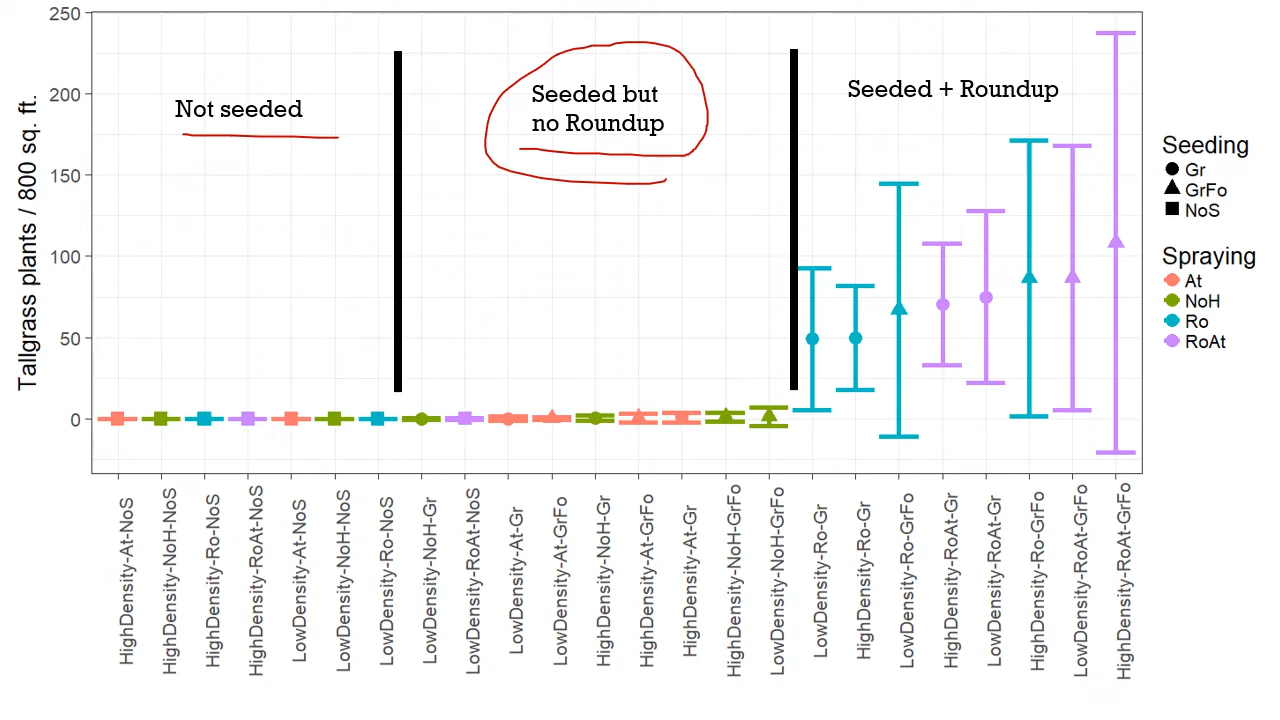 250
200
150
100
50
0
Tallgrass plants / 800 sq. ft.
Not seeded
Seeded but
no Roundup
Seeded + Roundup
HighDensity-At-NoS
HighDensity-NoH-NoS
HighDensity-Ro-NoS
HighDensity-RoAt-NoS
LowDensity-At-NoS
LowDensity-NoH-NoS
LowDensity-Ro-NoS
LowDensity-NoH-Gr
LowDensity-RoAt-NoS
LowDensity-At-Gr
LowDensity-At-GrFo
HighDensity-NoH-Gr
HighDensity-At-GrFo
HighDensity-At-Gr
HighDensity-NoH-GrFo
LowDensity-NoH-GrFo
LowDensity-Ro-Gr
HighDensity-Ro-Gr
LowDensity-Ro-GrFo
HighDensity-RoAt-Gr
LowDensity-RoAt-Gr
HighDensity-Ro-GrFo
LowDensity-RoAt-GrFo
HighDensity-RoAt-GrFo
Seeding
Gr
GrFo
NoS
Spraying
At
NoH
Ro
RoAt